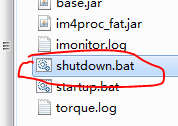 base.jar
im4proc_fat.jar
imonitor.log
shutdown.bat
startup.bat
torque.log